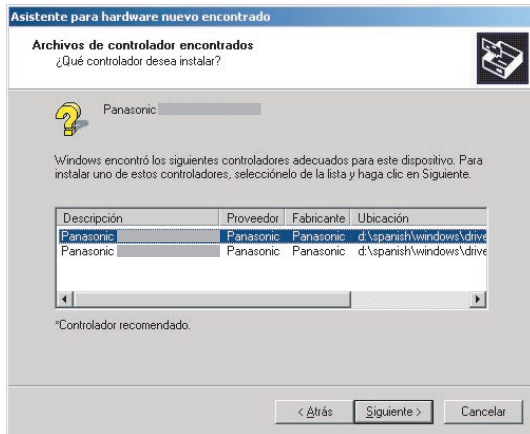 Asistente para hardware nuevo encontrado
Archivos de controlador encontrados
¿Qué controlador desea instalar?
Panasonic
Windows encontró los siguientes controladores adecuados para este dispositivo. Para
instalar uno de estos controladores, selecciónelo de la lista y haga clic en Siguiente.
Descripción Proveedor Fabricante Ubicación
Panasonic Panasonic Panasonic d:\spanish\windows\drive
Panasonic Panasonic Panasonic d:\spanish\windows\drive
*Controlador recomendado.
< Atrás Siguiente > Cancelar